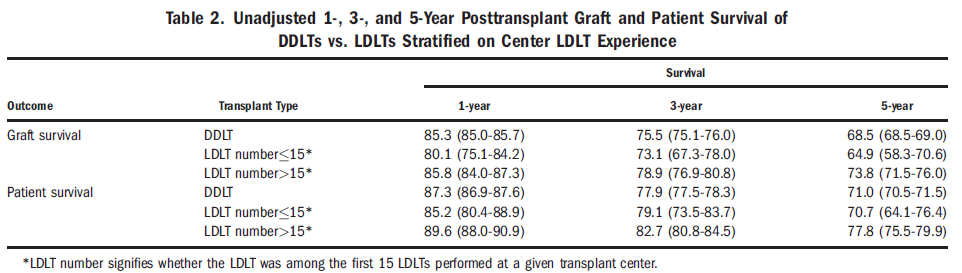 Table 2. Unadjusted 1-, 3-, and 5-Year Posttransplant Graft and Patient Survival of
DDLTs vs. LDLTs Stratified on Center LDLT Experience
Survival
Outcome Transplant Type 1-year 3-year 5-year
Graft survival DDLT 85.3 (85.0-85.7) 75.5 (75.1-76.0) 68.5 (68.5-69.0)
LDLT number≤15* 80.1 (75.1-84.2) 73.1 (67.3-78.0) 64.9 (58.3-70.6)
LDLT number>15* 85.8 (84.0-87.3) 78.9 (76.9-80.8) 73.8 (71.5-76.0)
Patient survival DDLT 87.3 (86.9-87.6) 77.9 (77.5-78.3) 71.0 (70.5-71.5)
LDLT number≤15* 85.2 (80.4-88.9) 79.1 (73.5-83.7) 70.7 (64.1-76.4)
LDLT number>15* 89.6 (88.0-90.9) 82.7 (80.8-84.5) 77.8 (75.5-79.9)
*LDLT number signifies whether the LDLT was among the first 15 LDLTs performed at a given transplant center.